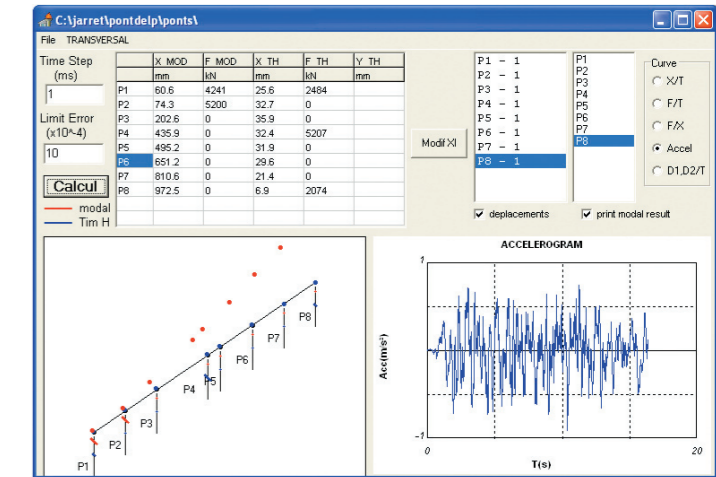 C:\jarret\pontdelp\ponts\
File TRANSVERSAL
Time Step
(ms)
1
Limit Error
(x10^-4)
10
Calcul
modal
Tim H
X MOD F MOD X TH F TH Y TH
mm kN mm kN mm
P1 60.6 4241 25.6 2484
P2 74.3 5200 32.7 0
P3 202.6 0 35.9 0
P4 435.9 0 32.4 5207
P5 495.2 0 31.9 0
P6 651.2 0 29.6 0
P7 810.6 0 21.4 0
P8 972.5 0 6.9 2074
Modif XI
P1 - 1
P2 - 1
P3 - 1
P4 - 1
P5 - 1
P6 - 1
P7 - 1
P8 - 1
P1
P2
P3
P4
P5
P6
P7
P8
deplacements
print modal result
Curve
X/T
F/T
F/X
Accel
D1,D2/T
P1
P2
P3
P4
P5
P6
P7
P8
ACCELEROGRAM
1
Acc(m/s²)
-1
0
20
T(s)